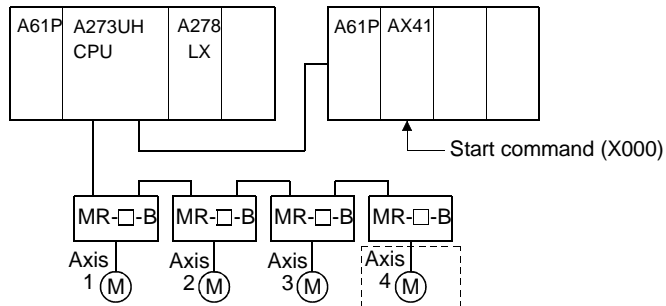 A61P A273UH CPU A278 LX
A61P AX41
Start command (X000)
MR-□-B MR-□-B MR-□-B MR-□-B
Axis 1 M Axis 2 M Axis 3 M Axis 4 M